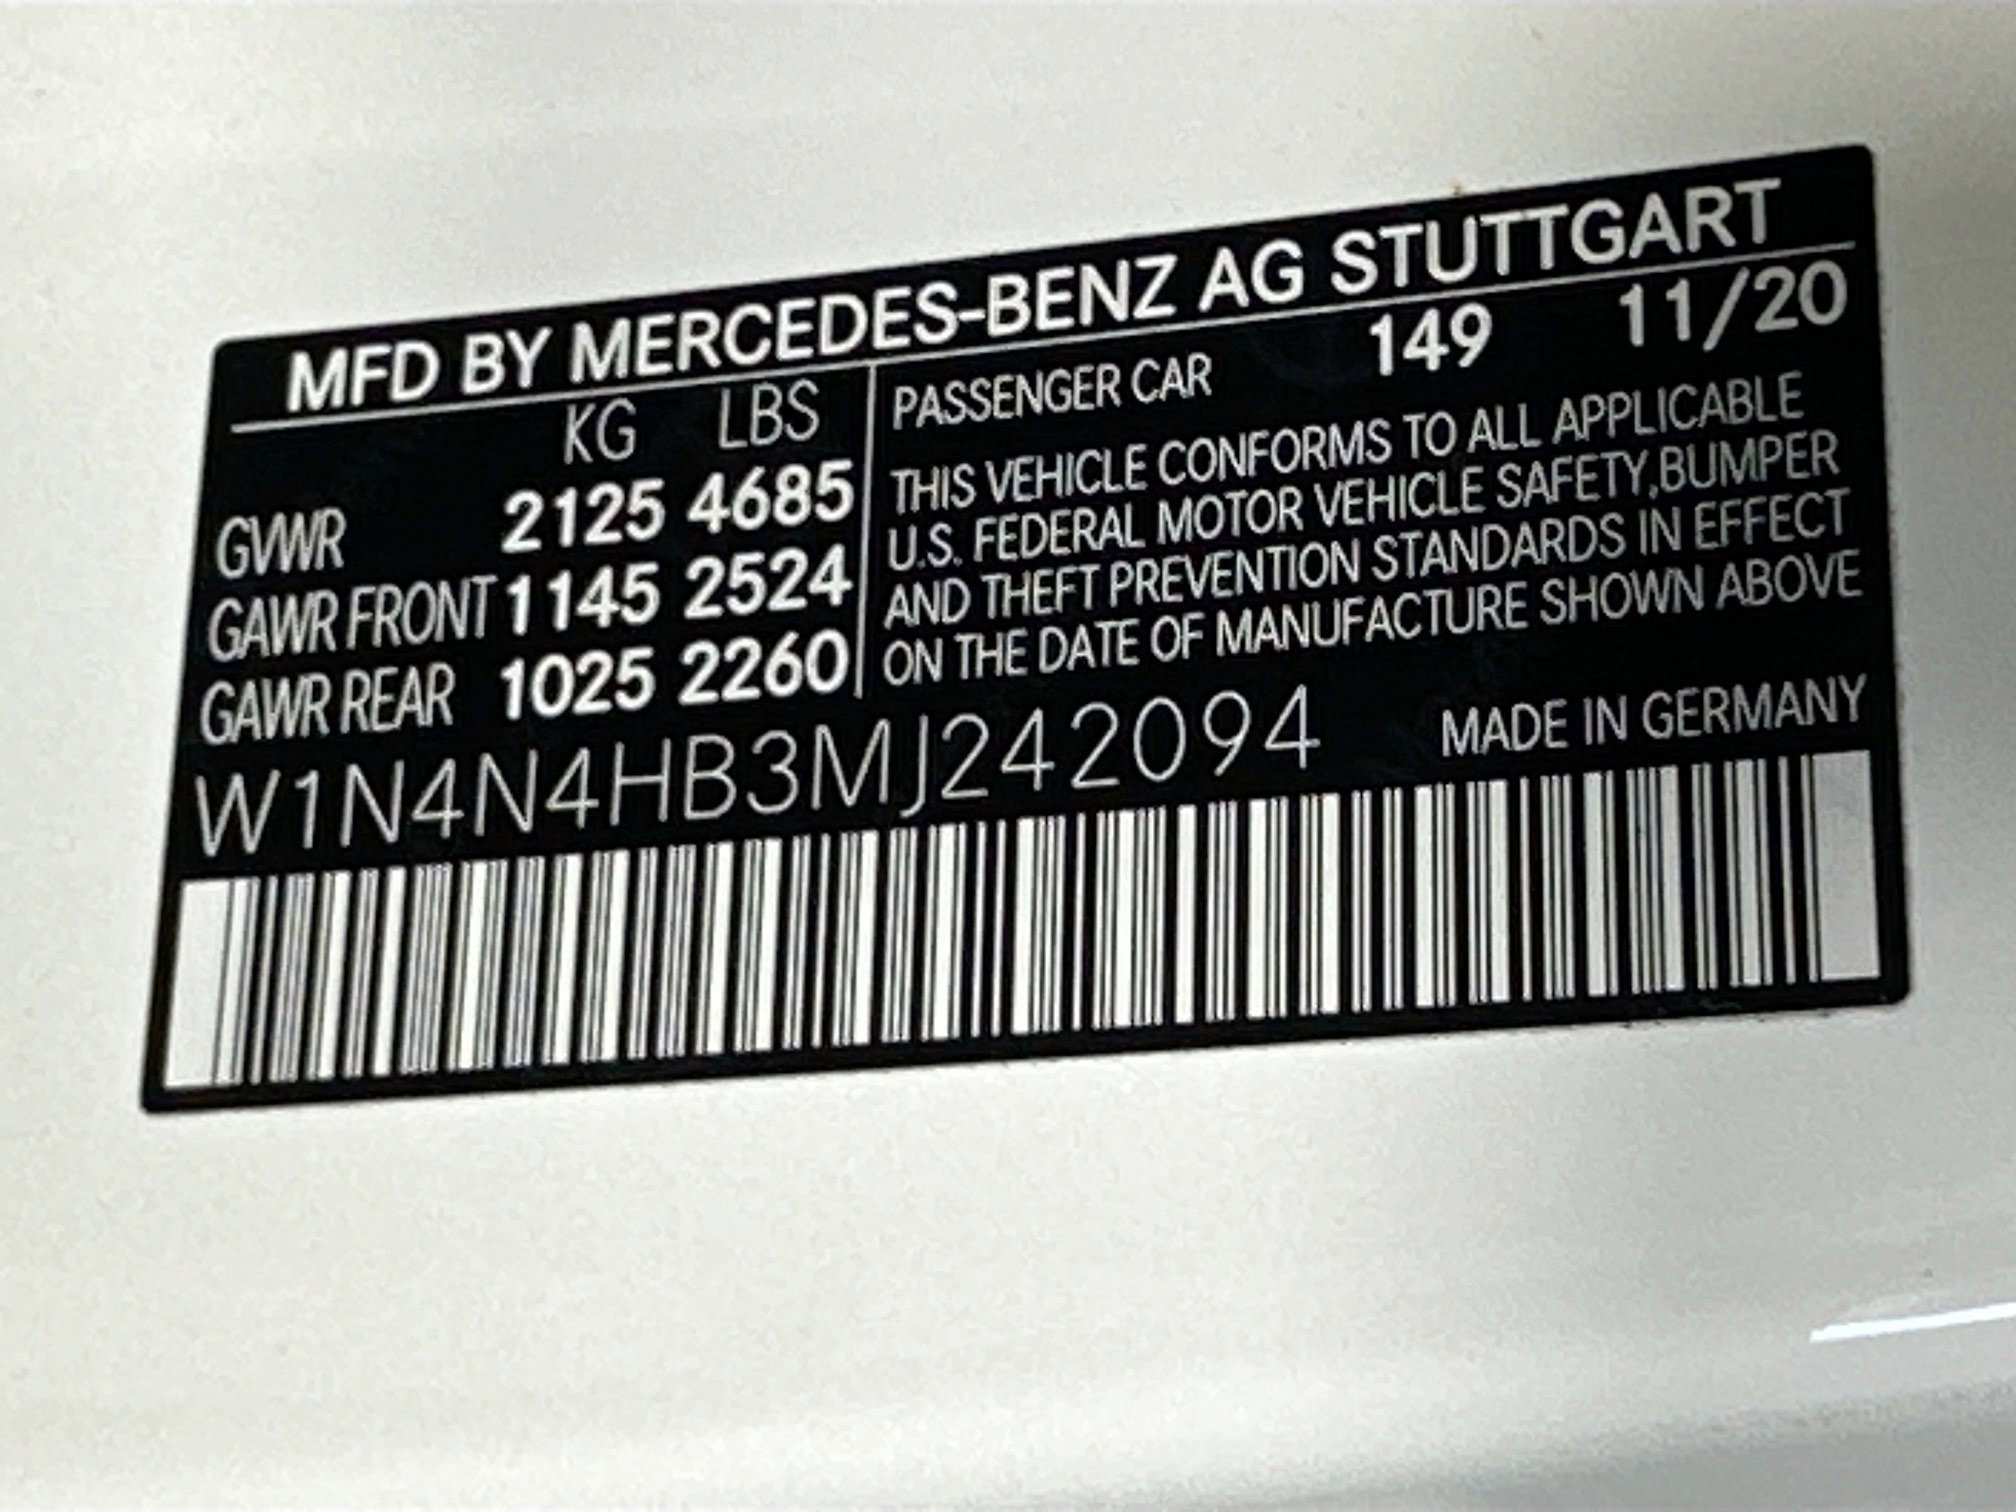 MFD BY MERCEDES-BENZ AG STUTTGART
KG LBS
GVWR 2125 4685
GAWR FRONT 1145 2524
GAWR REAR 1025 2260
PASSENGER CAR 149 11/20
THIS VEHICLE CONFORMS TO ALL APPLICABLE
U.S. FEDERAL MOTOR VEHICLE SAFETY,BUMPER
AND THEFT PREVENTION STANDARDS IN EFFECT
ON THE DATE OF MANUFACTURE SHOWN ABOVE
W1N4N4HB3MJ242094 MADE IN GERMANY